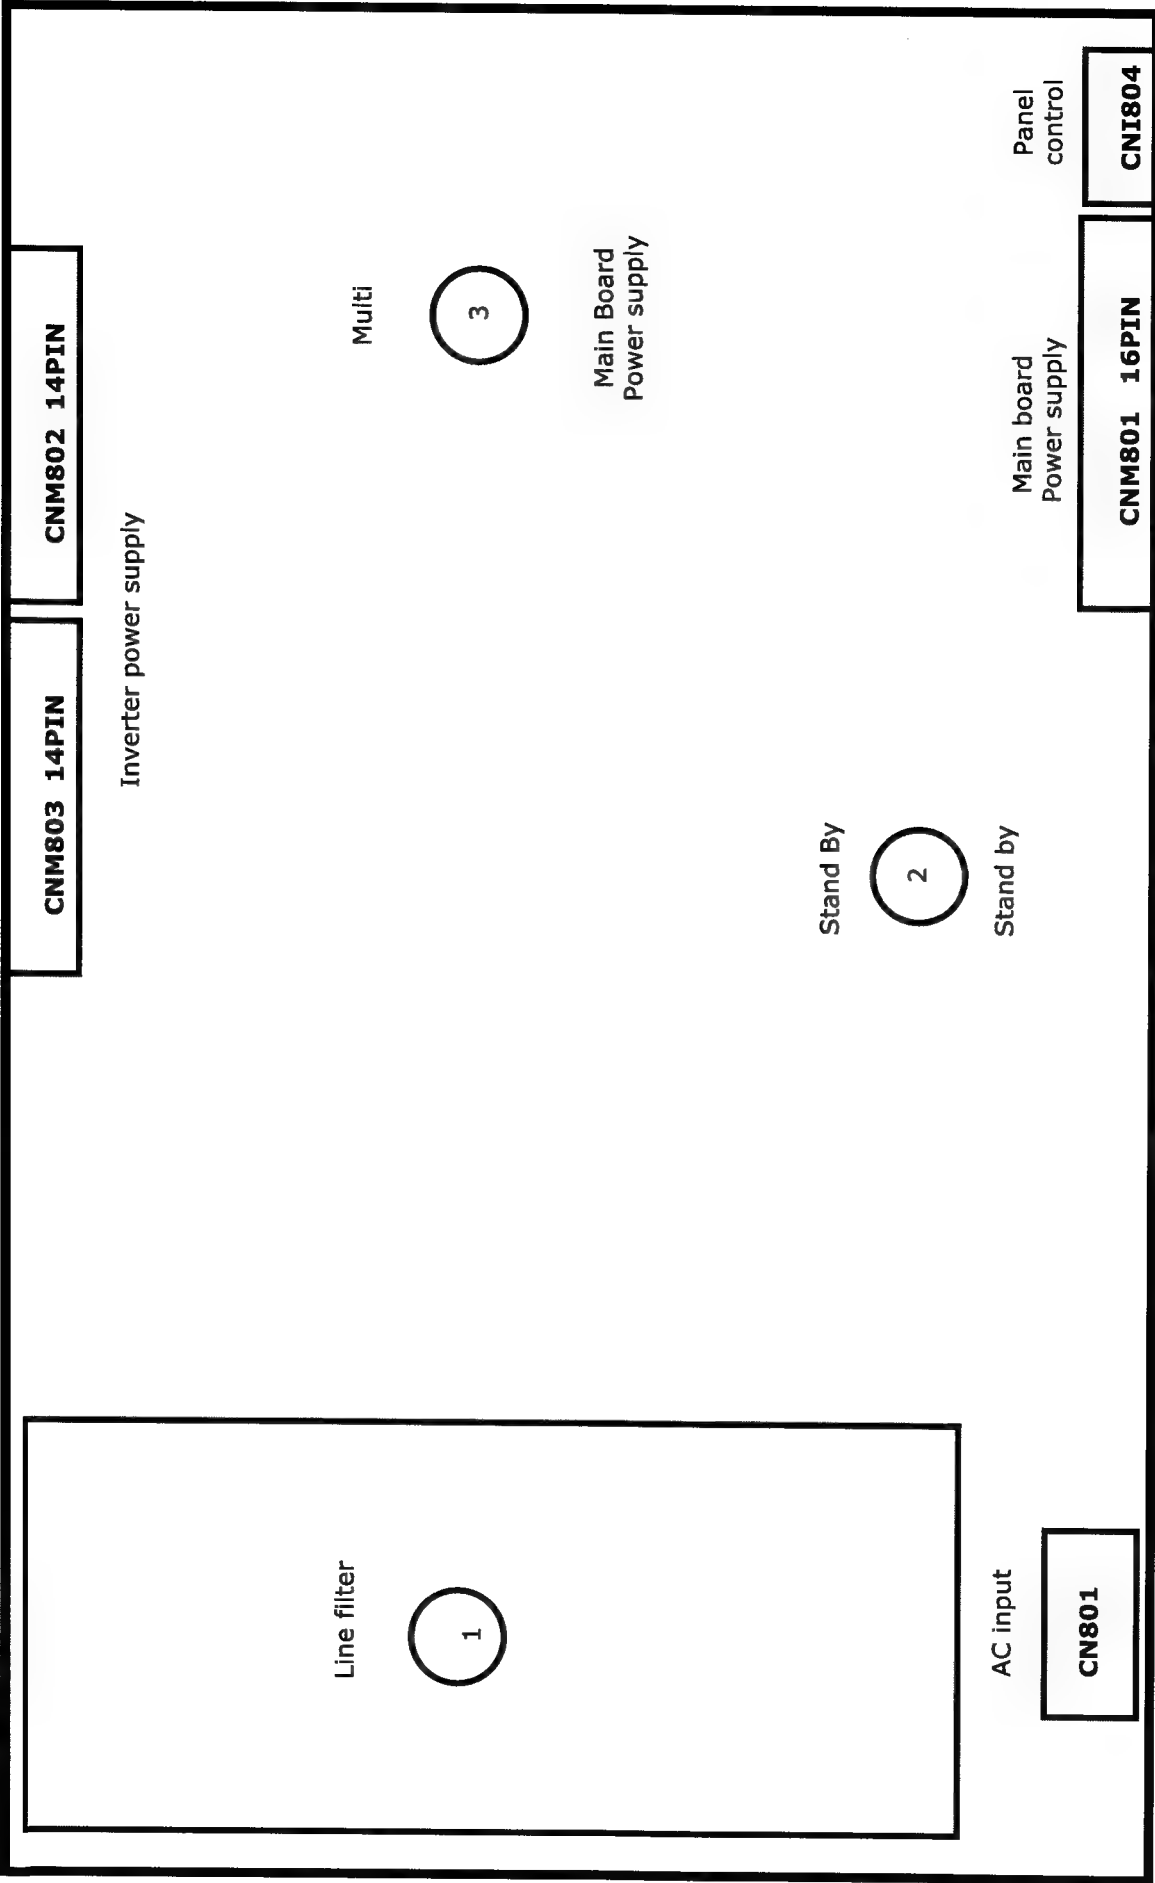 CNM803 14PIN
CNM802 14PIN
Inverter power supply
Line filter
1
Multi
3
Main Board
Power supply
Stand By
2
Stand by
AC input
CN801
Main board
Power supply
CNM801 16PIN
Panel
control
CNI804